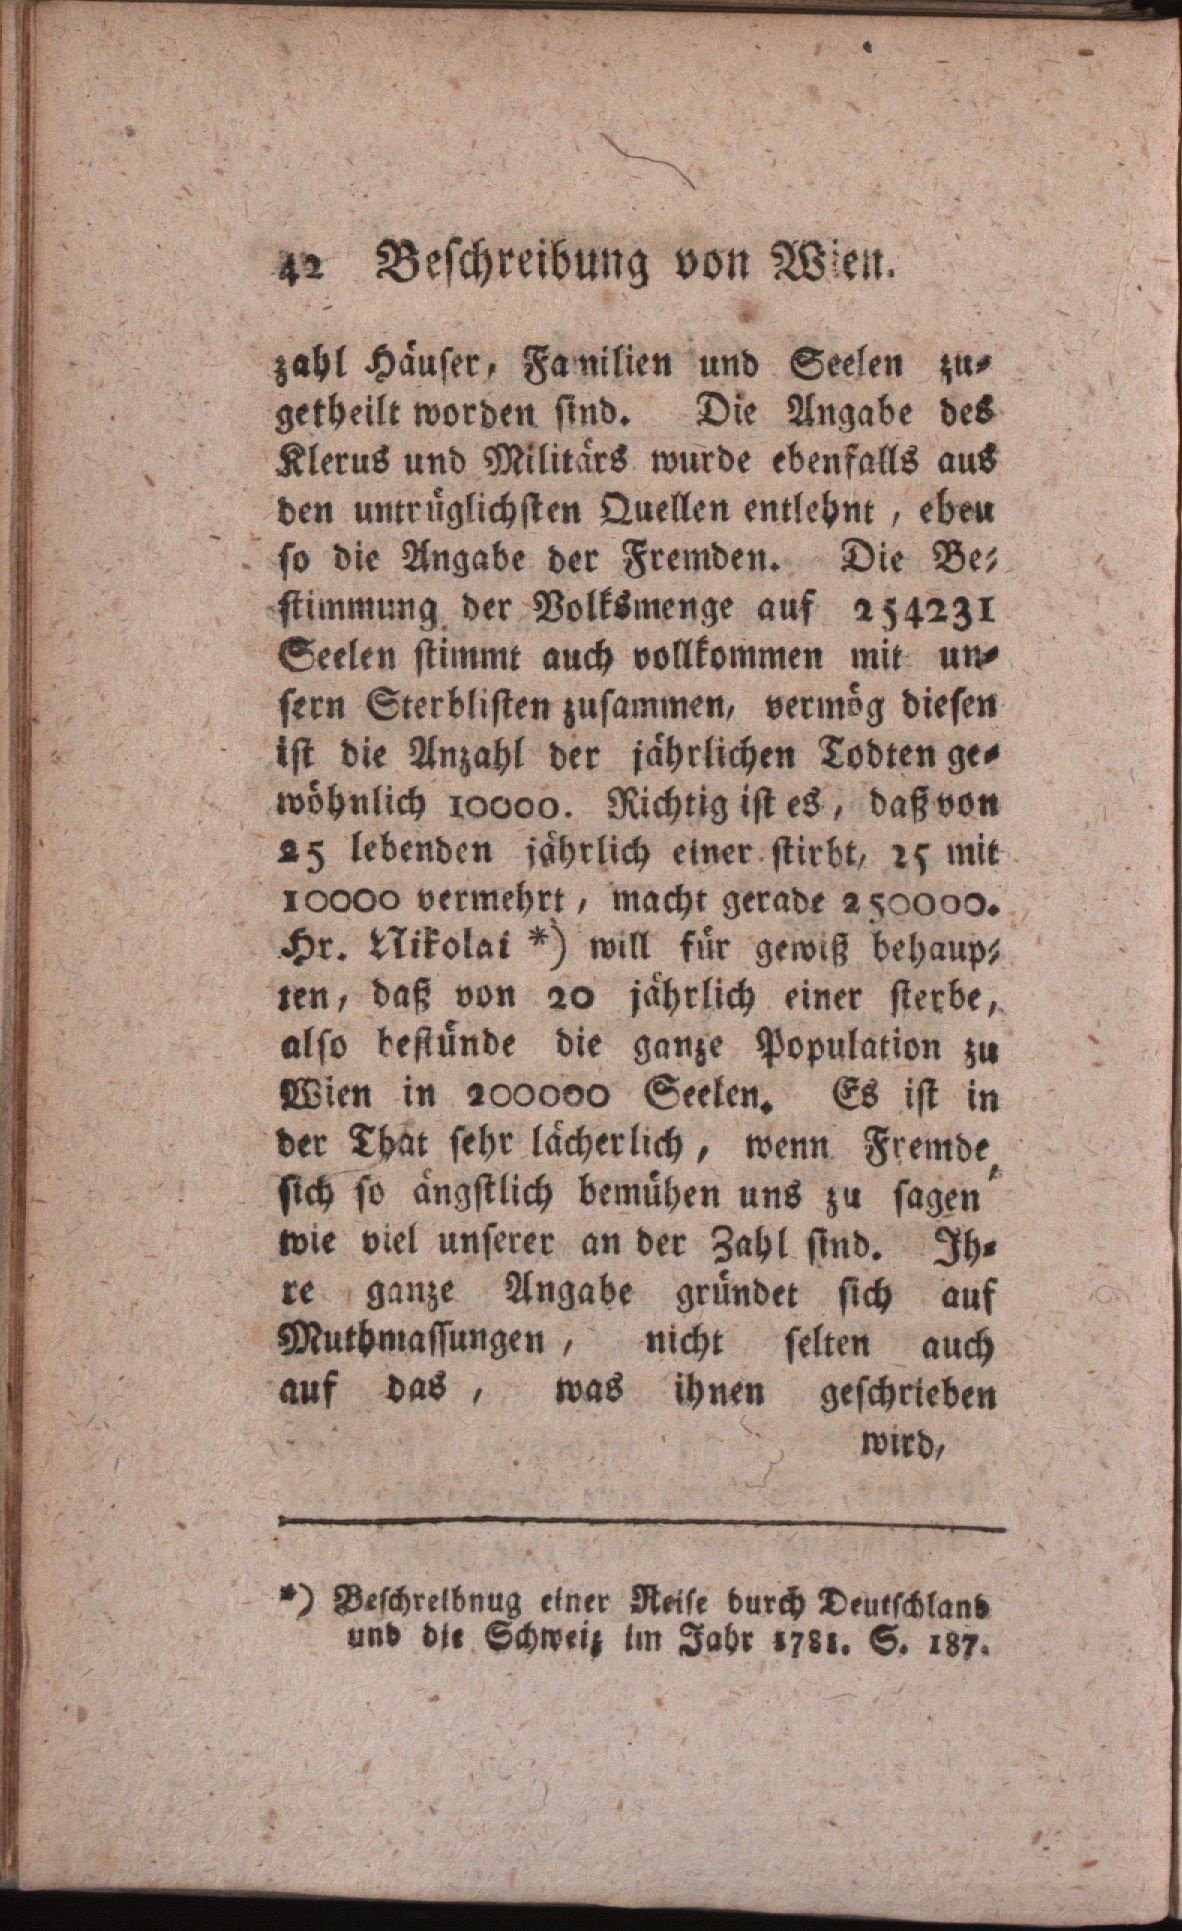 42 Beschreibung von Wien.
zahl Häuser, Familien und Seelen zu-
getheilt worden sind. Die Angabe des
Klerus und Militärs wurde ebenfalls aus
den untrüglichsten Quellen entlehnt, eben
so die Angabe der Fremden. Die Be-
stimmung der Volksmenge auf 254231
Seelen stimmt auch vollkommen mit un-
sern Sterblisten zusammen, vermög diesen
ist die Anzahl der jährlichen Todten ge-
wöhnlich 10000. Richtig ist es, daß von
25 lebenden jährlich einer stirbt, 25 mit
10000 vermehrt, macht gerade 250000.
Hr. Nikolai *) will für gewiß behaup-
ten, daß von 20 jährlich einer sterbe,
also bestünde die ganze Population zu
Wien in 200000 Seelen. Es ist in
der That sehr lächerlich, wenn Fremde
sich so ängstlich bemühen uns zu sagen,
wie viel unserer an der Zahl sind. Ih-
re ganze Angabe gründet sich auf
Muthmassungen, nicht selten auch
auf das, was ihnen geschrieben
wird,
*) Beschreibnug einer Reise durch Deutschland
und die Schweiz im Jahr 1781. S. 187.